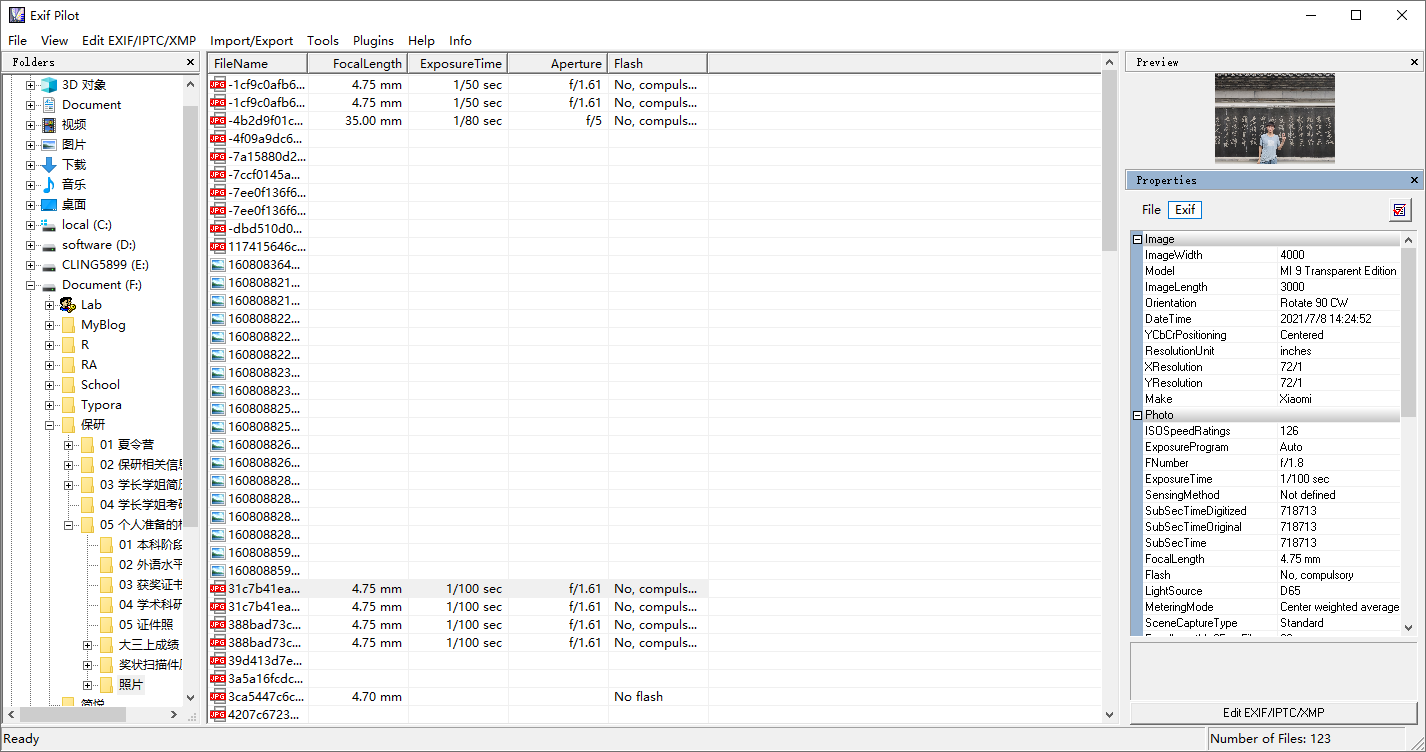 Exif Pilot
File View Edit EXIF/IPTC/XMP Import/Export Tools Plugins Help Info
Folders
3D 对象
Document
视频
图片
下载
音乐
桌面
local (C:)
software (D:)
CLING5899 (E:)
Document (F:)
Lab
MyBlog
R
RA
School
Typora
保研
01 夏令营
02 保研相关信息
03 学长学姐简历
04 学长学姐考研
05 个人准备的材
01 本科阶段
02 外语水平
03 获奖证书
04 学术科研
05 证件照
大三上成绩
奖状扫描件
照片
简悦
FileName FocalLength ExposureTime Aperture Flash
-1cf9c0afb6... 4.75 mm 1/50 sec f/1.61 No, compuls...
-1cf9c0afb6... 4.75 mm 1/50 sec f/1.61 No, compuls...
-4b2d9f01c... 35.00 mm 1/80 sec f/5 No, compuls...
-4f09a9dc6...
-7a15880d2...
-7ccf0145a...
-7ee0f136f6...
-7ee0f136f6...
-dbd510d0...
117415646c...
160808364...
160808821...
160808821...
160808822...
160808822...
160808822...
160808823...
160808823...
160808825...
160808825...
160808826...
160808826...
160808828...
160808828...
160808828...
160808828...
160808859...
160808859...
31c7b41ea... 4.75 mm 1/100 sec f/1.61 No, compuls...
31c7b41ea... 4.75 mm 1/100 sec f/1.61 No, compuls...
388bad73c... 4.75 mm 1/100 sec f/1.61 No, compuls...
388bad73c... 4.75 mm 1/100 sec f/1.61 No, compuls...
39d413d7e...
3a5a16fcdc...
3ca5447c6c... 4.70 mm No flash
4207c6723...
Preview
Properties
File Exif
Image
ImageWidth 4000
Model MI 9 Transparent Edition
ImageLength 3000
Orientation Rotate 90 CW
DateTime 2021/7/8 14:24:52
YCbCrPositioning Centered
ResolutionUnit inches
XResolution 72/1
YResolution 72/1
Make Xiaomi
Photo
ISOSpeedRatings 126
ExposureProgram Auto
FNumber f/1.8
ExposureTime 1/100 sec
SensingMethod Not defined
SubSecTimeDigitized 718713
SubSecTimeOriginal 718713
SubSecTime 718713
FocalLength 4.75 mm
Flash No, compulsory
LightSource D65
MeteringMode Center weighted average
SceneCaptureType Standard
Edit EXIF/IPTC/XMP
Ready
Number of Files: 123